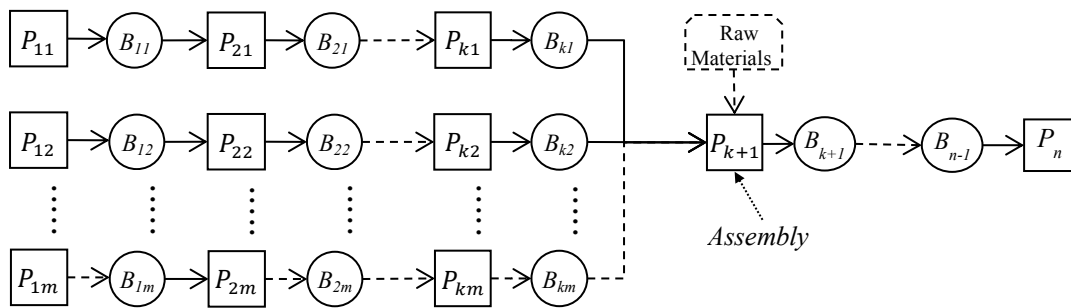 P11 B11 P21 B21 Pk1 Bk1
Raw
Materials
P12 B12 P22 B22 Pk2 Bk2 Pk+1 Bk+1 Bn-1 Pn
Assembly
P1m B1m P2m B2m Pkm Bkm